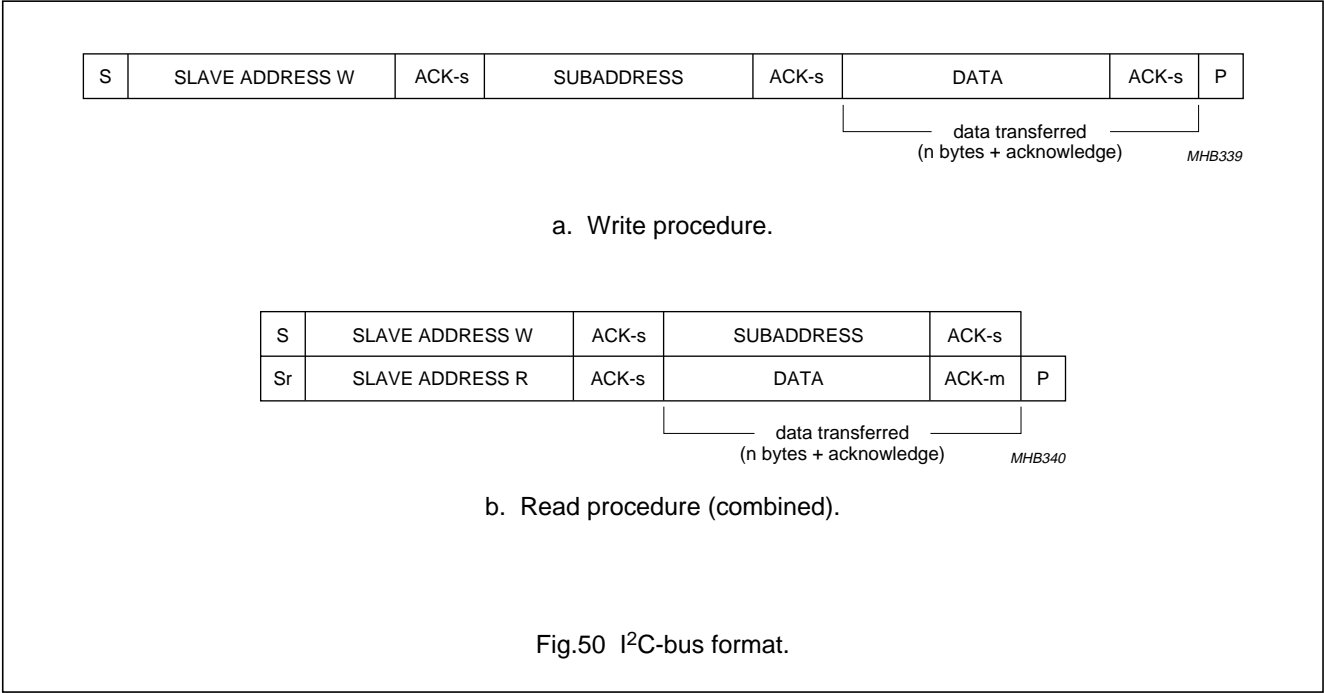 S SLAVE ADDRESS W ACK-s SUBADDRESS ACK-s DATA ACK-s P
data transferred
(n bytes + acknowledge)
MHB339
a. Write procedure.
S SLAVE ADDRESS W ACK-s SUBADDRESS ACK-s
Sr SLAVE ADDRESS R ACK-s DATA ACK-m P
data transferred
(n bytes + acknowledge)
MHB340
b. Read procedure (combined).
Fig.50 I²C-bus format.